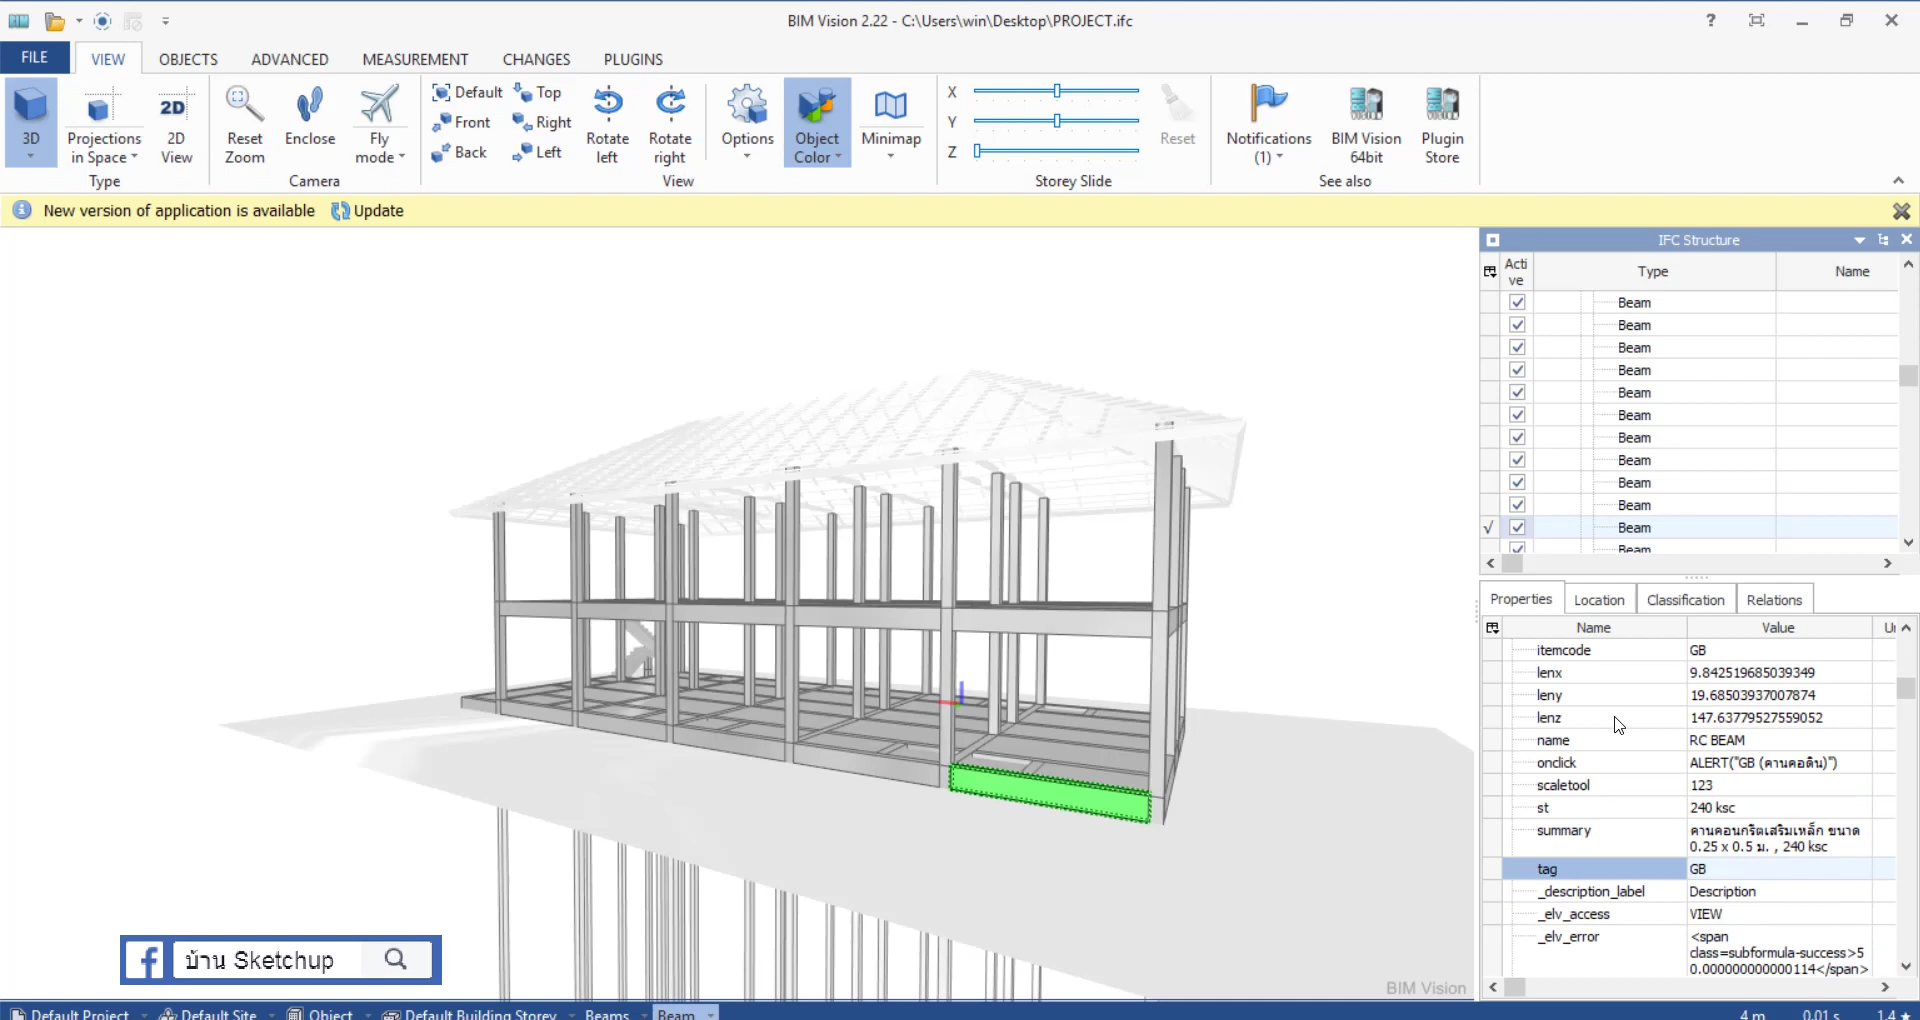 BIM Vision 2.22 - C:\Users\win\Desktop\PROJECT.ifc
FILE VIEW OBJECTS ADVANCED MEASUREMENT CHANGES PLUGINS
3D
Projections in Space
2D
2D View
Type
Reset Zoom
Enclose
Fly mode
Camera
Default Top
Front Right
Back Left
Rotate left
Rotate right
Options
Object Color
Minimap
View
X
Y
Z
Reset
Storey Slide
Notifications (1)
BIM Vision 64bit
Plugin Store
See also
New version of application is available Update
IFC Structure
Active Type Name
Beam
Beam
Beam
Beam
Beam
Beam
Beam
Beam
Beam
Beam
Beam
Beam
Properties Location Classification Relations
Name Value
itemcode GB
lenx 9.842519685039349
leny 19.68503937007874
lenz 147.63779527559052
name RC BEAM
onclick ALERT("GB (คานคอดิน)")
scaletool 123
st 240 ksc
summary คานคอนกรีตเสริมเหล็ก ขนาด
0.25 x 0.5 ม. , 240 ksc
tag GB
_description_label Description
_elv_access VIEW
_elv_error <span
class=subformula-success>5
0.000000000000114</span>
BIM Vision
f บ้าน Sketchup
Default Project Default Site Object Default Building Storey Beams Beam 4 m 0.01 s 1.4